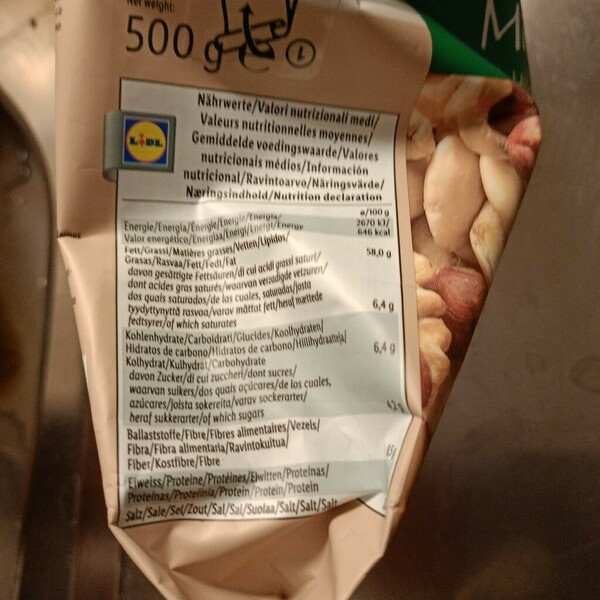 Net weight:
500 g
LIDL
Nährwerte/Valori nutrizionali medi/
Valeurs nutritionnelles moyennes/
Gemiddelde voedingswaarde/Valores
nutricionais médios/Información
nutricional/Ravintoarvo/Näringsvärde/
Næringsindhold/Nutrition declaration
ø/100 g
Energie/Energia/Énergie/Energie/Energia/ 2670 kJ/
Valor energético/Energiaa/Energi/Energi/Energy 646 kcal
Fett/Grassi/Matières grasses/Vetten/Lípidos/ 58,0 g
Grasas/Rasvaa/Fett/Fedt/Fat
davon gesättigte Fettsäuren/di cui acidi grassi saturi/
dont acides gras saturés/waarvan verzadigde vetzuren/
dos quais saturados/de las cuales, saturadas/josta
tyydyttynyttä rasvaa/varav mättat fett/heraf mættede
fedtsyrer/of which saturates 6,4 g
Kohlenhydrate/Carboidrati/Glucides/Koolhydraten/
Hidratos de carbono/Hidratos de carbono/Hiilihydraatteja/ 6,4 g
Kolhydrat/Kulhydrat/Carbohydrate
davon Zucker/di cui zuccheri/dont sucres/
waarvan suikers/dos quais açúcares/de los cuales,
azúcares/joista sokereita/varav sockerarter/
heraf sukkerarter/of which sugars 4,2 g
Ballaststoffe/Fibre/Fibres alimentaires/Vezels/
Fibra/Fibra alimentaria/Ravintokuitua/
Fiber/Kostfibre/Fibre
Eiweiss/Proteine/Protéines/Eiwitten/Proteínas/
Proteínas/Proteiinia/Protein/Protein/Protein
Salz/Sale/Sel/Zout/Sal/Sal/Suolaa/Salt/Salt/Salt